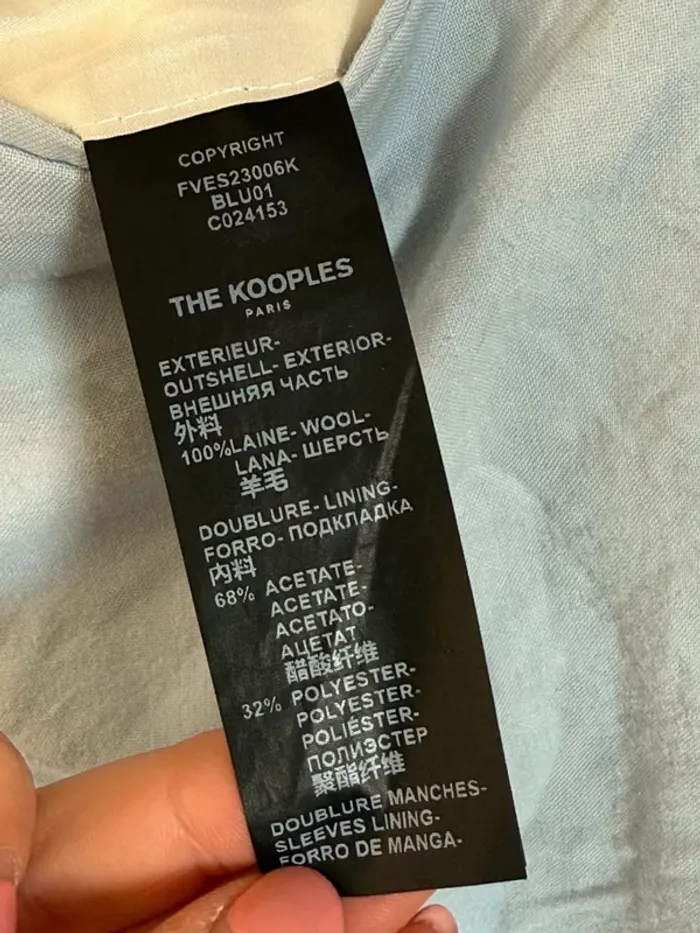 COPYRIGHT
FVES23006K
BLU01
C024153
THE KOOPLES
PARIS
EXTERIEUR-
OUTSHELL- EXTERIOR-
ВНЕШНЯЯ ЧАСТЬ
外料
100%LAINE- WOOL-
LANA- ШЕРСТЬ
羊毛
DOUBLURE- LINING-
FORRO- ПОДКЛАДКА
内料
68% ACETATE-
ACETATE-
ACETATO-
АЦЕТАТ
醋酸纤维
32% POLYESTER-
POLYESTER-
POLIÉSTER-
ПОЛИЭСТЕР
聚酯纤维
DOUBLURE MANCHES-
SLEEVES LINING-
FORRO DE MANGA-